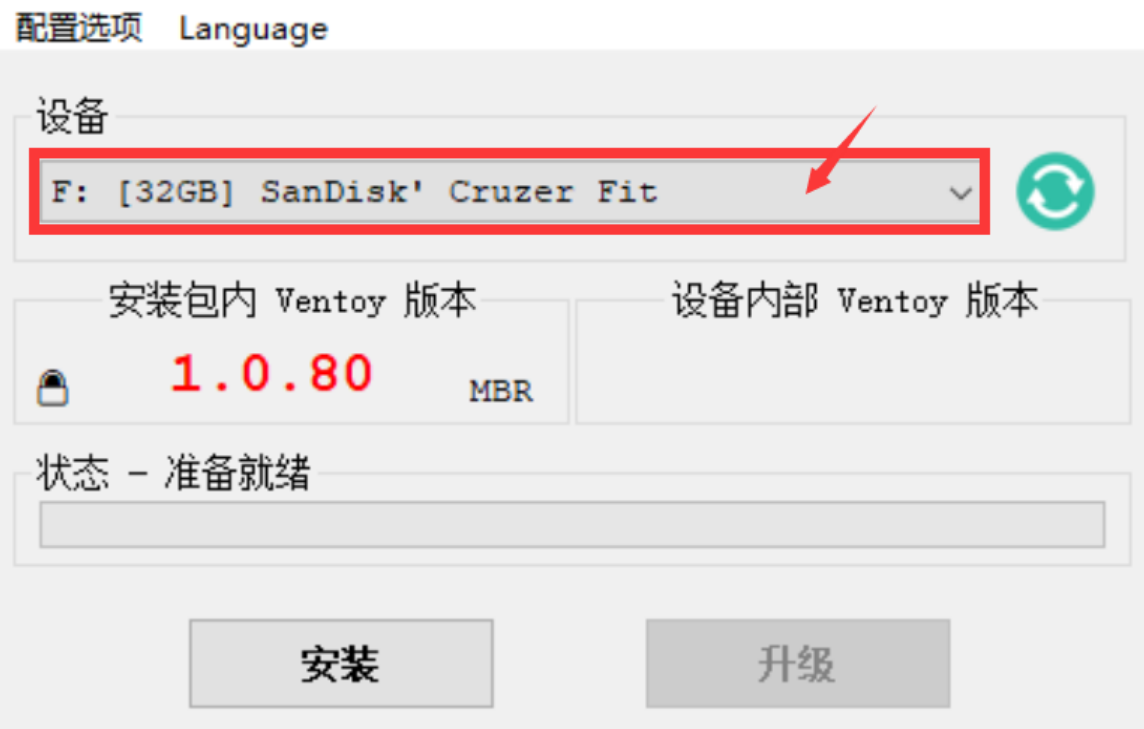 配置选项 Language
设备
F: [32GB] SanDisk' Cruzer Fit
安装包内 Ventoy 版本 设备内部 Ventoy 版本
1.0.80 MBR
状态 - 准备就绪
安装 升级